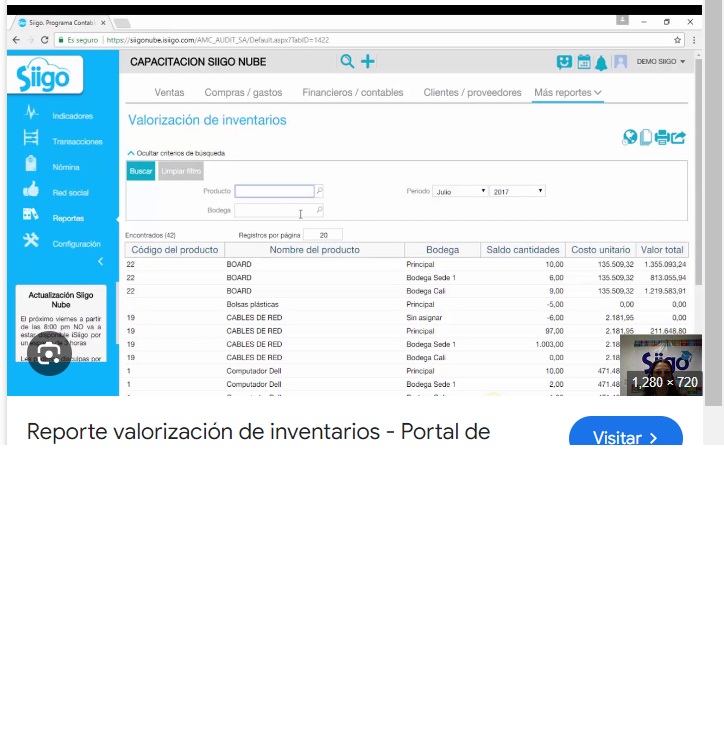 Siigo. Programa Contab
Es seguro https://siigonube.isiigo.com/AMC_AUDIT_SA/Default.aspx?TabID=1422
Siigo
CAPACITACION SIIGO NUBE
DEMO SIIGO
Ventas Compras / gastos Financieros / contables Clientes / proveedores Más reportes
Indicadores
Transacciones
Nómina
Red social
Reportes
Configuración
Actualización Siigo
Nube
El próximo viernes a partir
de las 8:00 pm NO va a
estar disponible iSiigo por
un horas
por
Valorización de inventarios
Ocultar criterios de búsqueda
Buscar Limpiar filtro
Producto Periodo Julio 2017
Bodega
Encontrados (42) Registros por página 20
Código del producto Nombre del producto Bodega Saldo cantidades Costo unitario Valor total
22 BOARD Principal 10,00 135.509,32 1.355.093,24
22 BOARD Bodega Sede 1 6,00 135.509,32 813.055,94
22 BOARD Bodega Cali 9,00 135.509,32 1.219.583,91
Bolsas plásticas Principal -5,00 0,00 0,00
19 CABLES DE RED Sin asignar -6,00 2.181,95 0,00
19 CABLES DE RED Principal 97,00 2.181,95 211.648,80
19 CABLES DE RED Bodega Sede 1 1.003,00 2.18
19 CABLES DE RED Bodega Cali 0,00 2.18
1 Computador Dell Principal 10,00 471.48
1 Computador Dell Bodega Sede 1 2,00 471.48
Siigo
1,280 × 720
Reporte valorización de inventarios - Portal de
Visitar